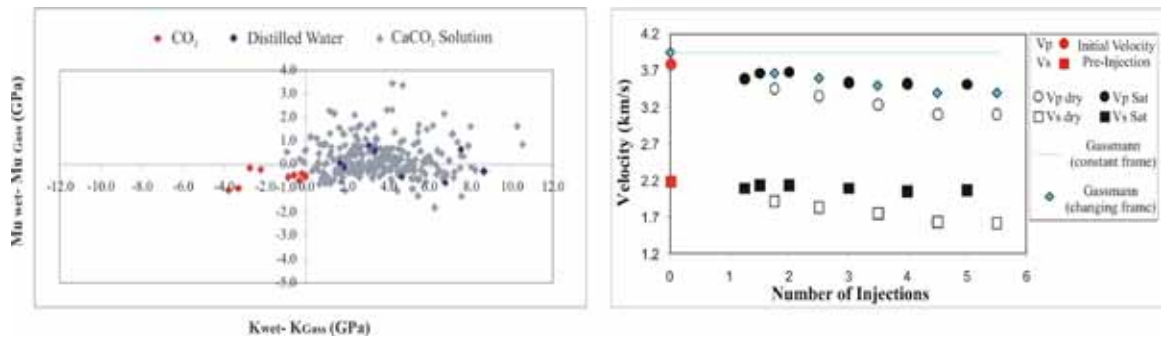 CO₂ Distilled Water CaCO₃ Solution
4.0
3.0
2.0
1.0
0.0
-12.0 -10.0 -8.0 -6.0 -4.0 -2.0 0.0 2.0 4.0 6.0 8.0 10.0 12.0
-1.0
-2.0
-3.0
-4.0
-5.0
Mu wet- Mu Gass (GPa)
Kwet- KGass (GPa)
4.2
3.7
3.2
2.7
2.2
1.7
1.2
Velocity (km/s)
0 1 2 3 4 5 6
Number of Injections
Vp Initial Velocity
Vs Pre-Injection
Vp dry Vp Sat
Vs dry Vs Sat
Gassmann
(constant frame)
Gassmann
(changing frame)